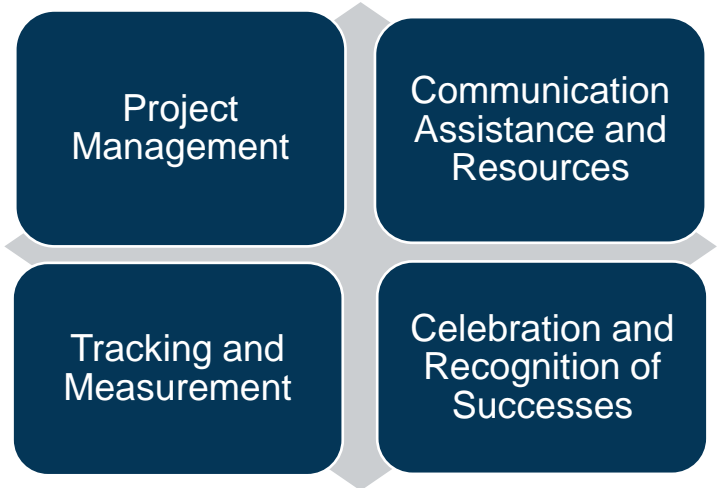 Project
Management
Communication
Assistance and
Resources
Tracking and
Measurement
Celebration and
Recognition of
Successes